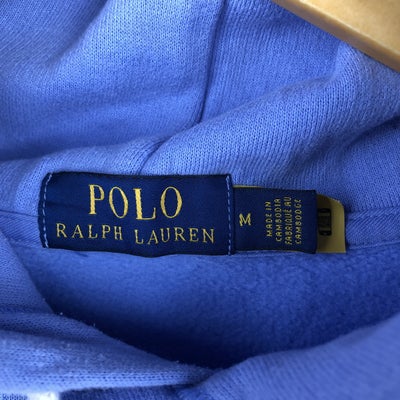 POLO
RALPH LAUREN
M
MADE IN
CAMBODIA
FABRIQUÉ AU
CAMBODGE